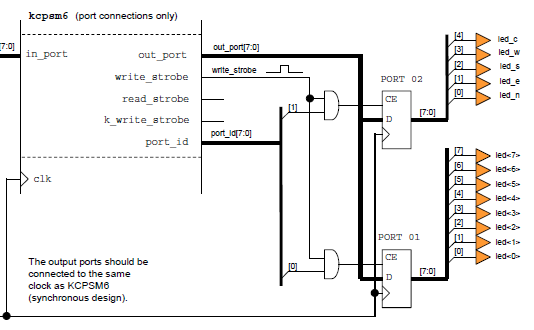 kcpsm6 (port connections only)
7:0]
in_port
out_port
out_port[7:0]
write_strobe
write_strobe
read_strobe
k_write_strobe
port_id
port_id[7:0]
clk
[1]
[0]
PORT 02
CE
D
[7:0]
[4]
led_c
[3]
led_w
[2]
led_s
[1]
led_e
[0]
led_n
PORT 01
CE
D
[7:0]
[7]
led<7>
[6]
led<6>
[5]
led<5>
[4]
led<4>
[3]
led<3>
[2]
led<2>
[1]
led<1>
[0]
led<0>
The output ports should be
connected to the same
clock as KCPSM6
(synchronous design).